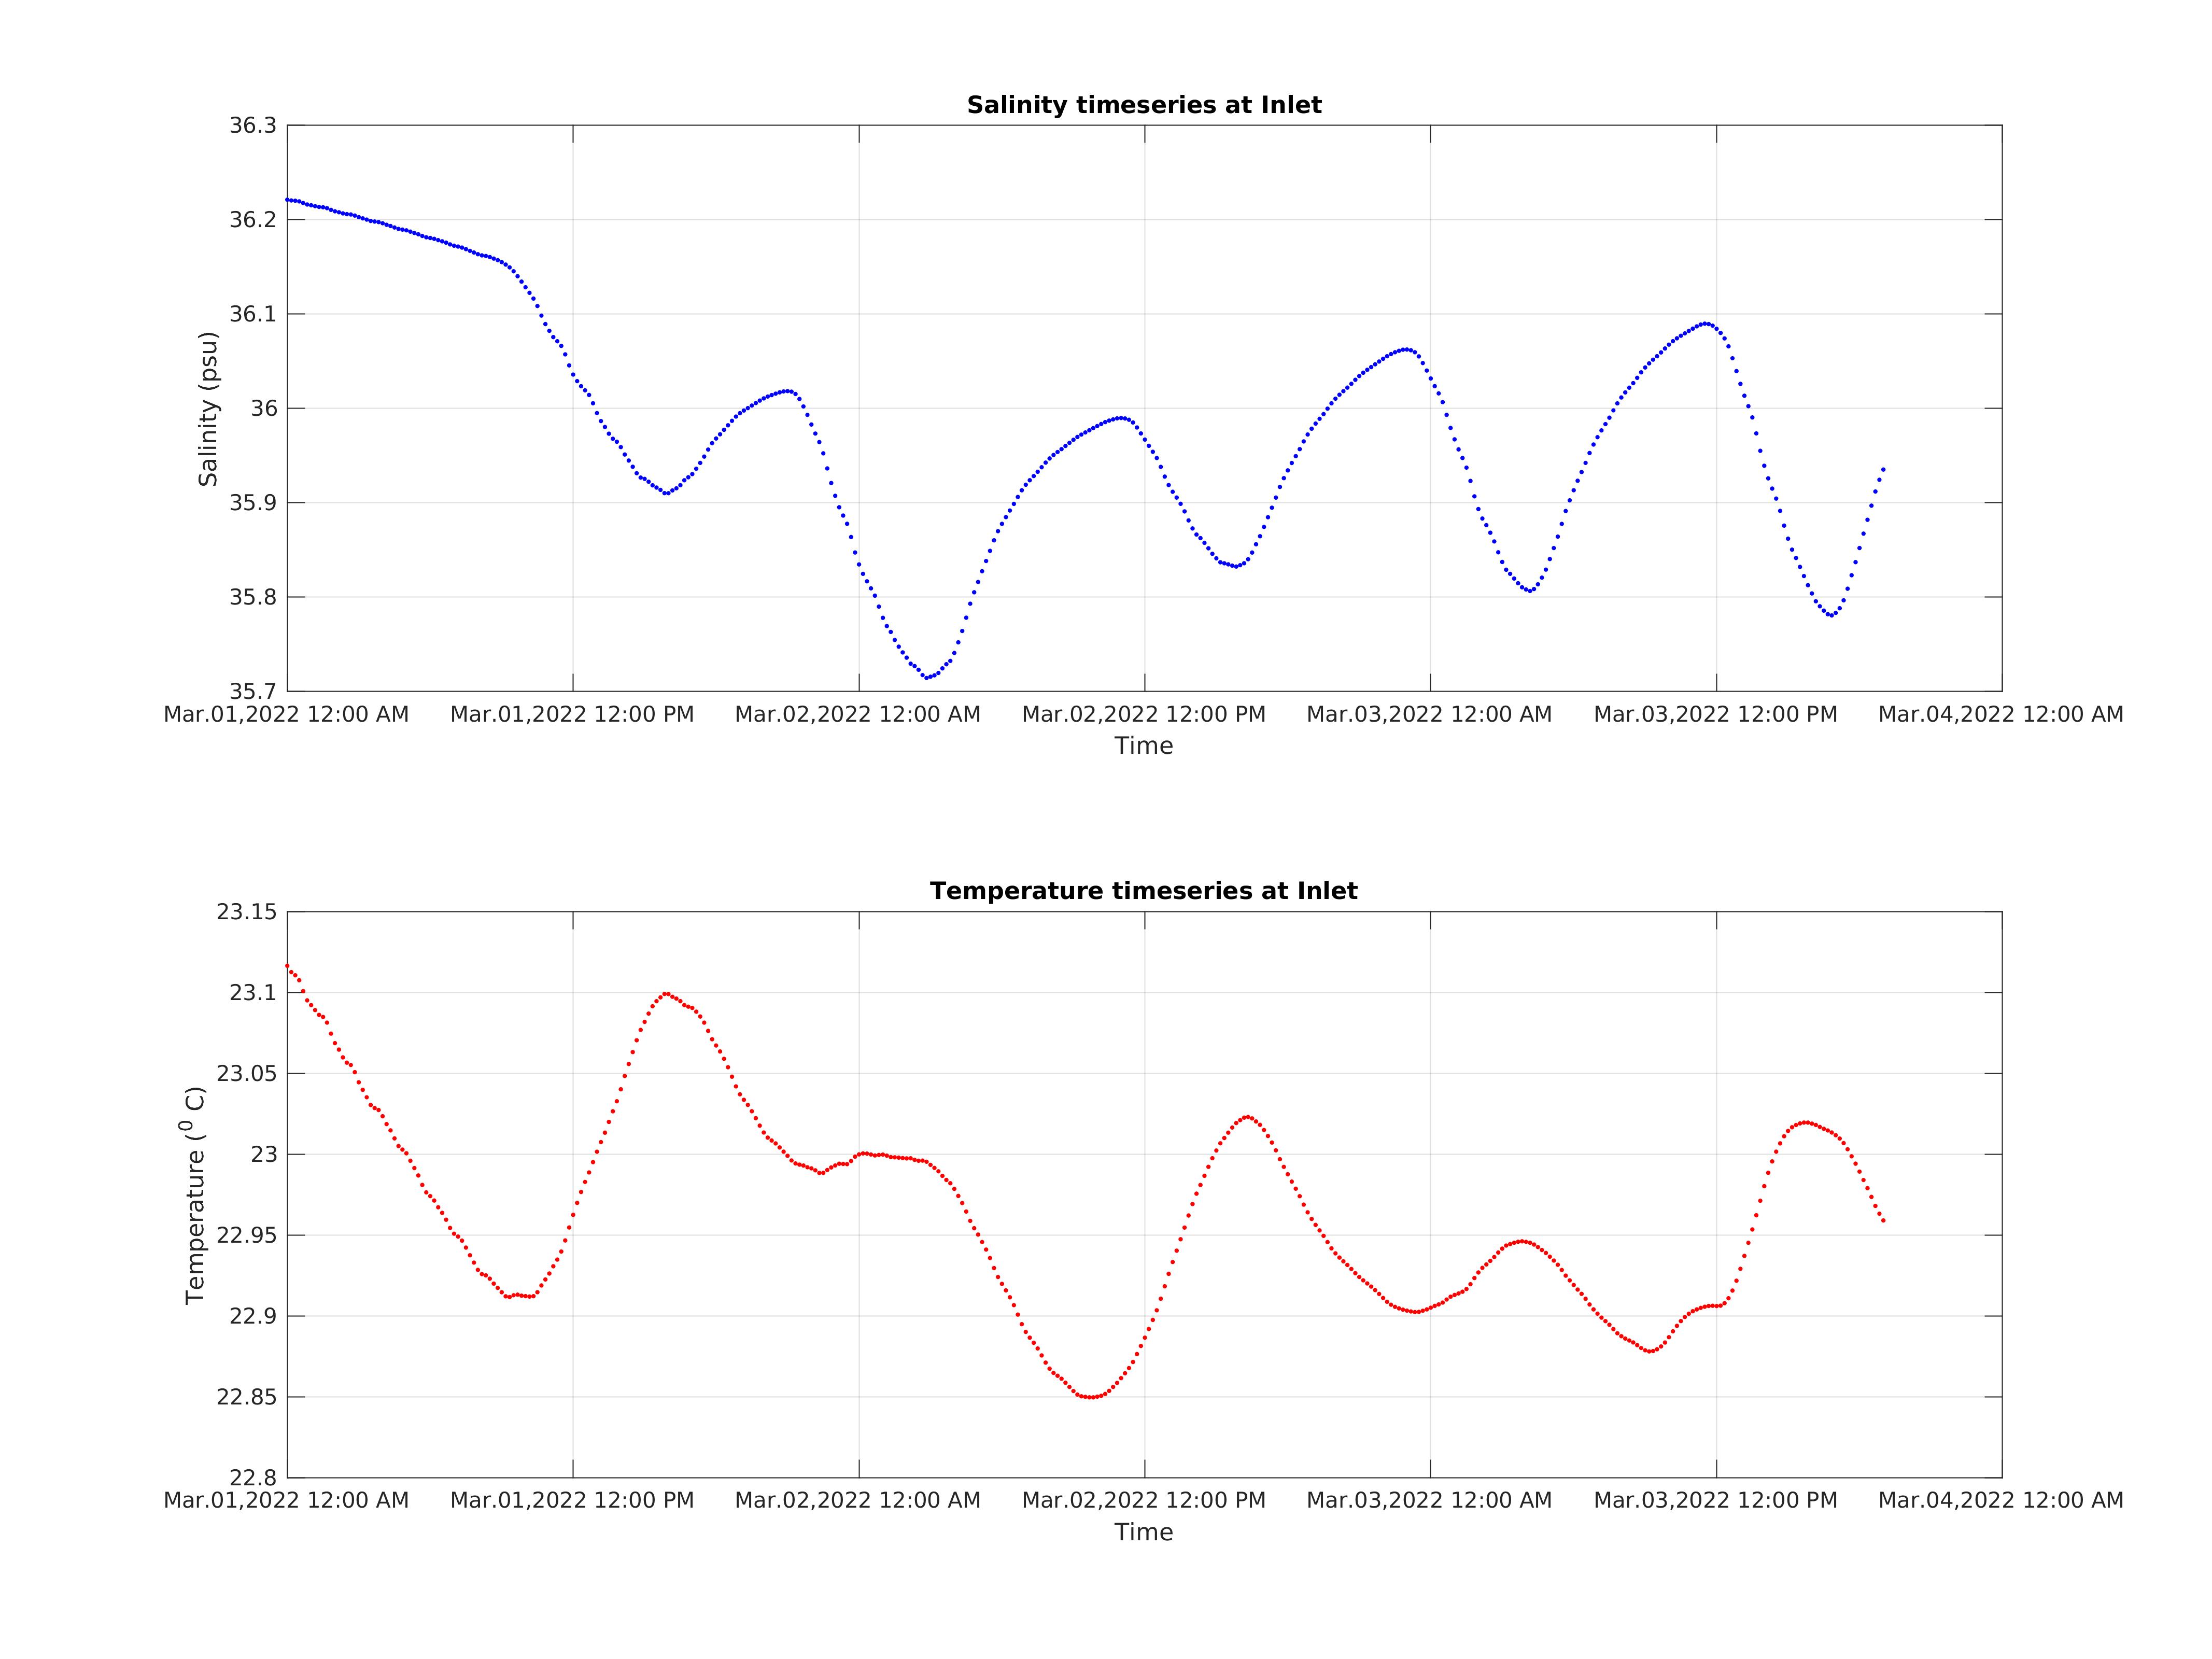 Salinity timeseries at Inlet
36.3
36.2
36.1
36
35.9
35.8
35.7
Salinity (psu)
Mar.01,2022 12:00 AM Mar.01,2022 12:00 PM Mar.02,2022 12:00 AM Mar.02,2022 12:00 PM Mar.03,2022 12:00 AM Mar.03,2022 12:00 PM Mar.04,2022 12:00 AM
Time
Temperature timeseries at Inlet
23.15
23.1
23.05
23
22.95
22.9
22.85
22.8
Temperature (⁰ C)
Mar.01,2022 12:00 AM Mar.01,2022 12:00 PM Mar.02,2022 12:00 AM Mar.02,2022 12:00 PM Mar.03,2022 12:00 AM Mar.03,2022 12:00 PM Mar.04,2022 12:00 AM
Time